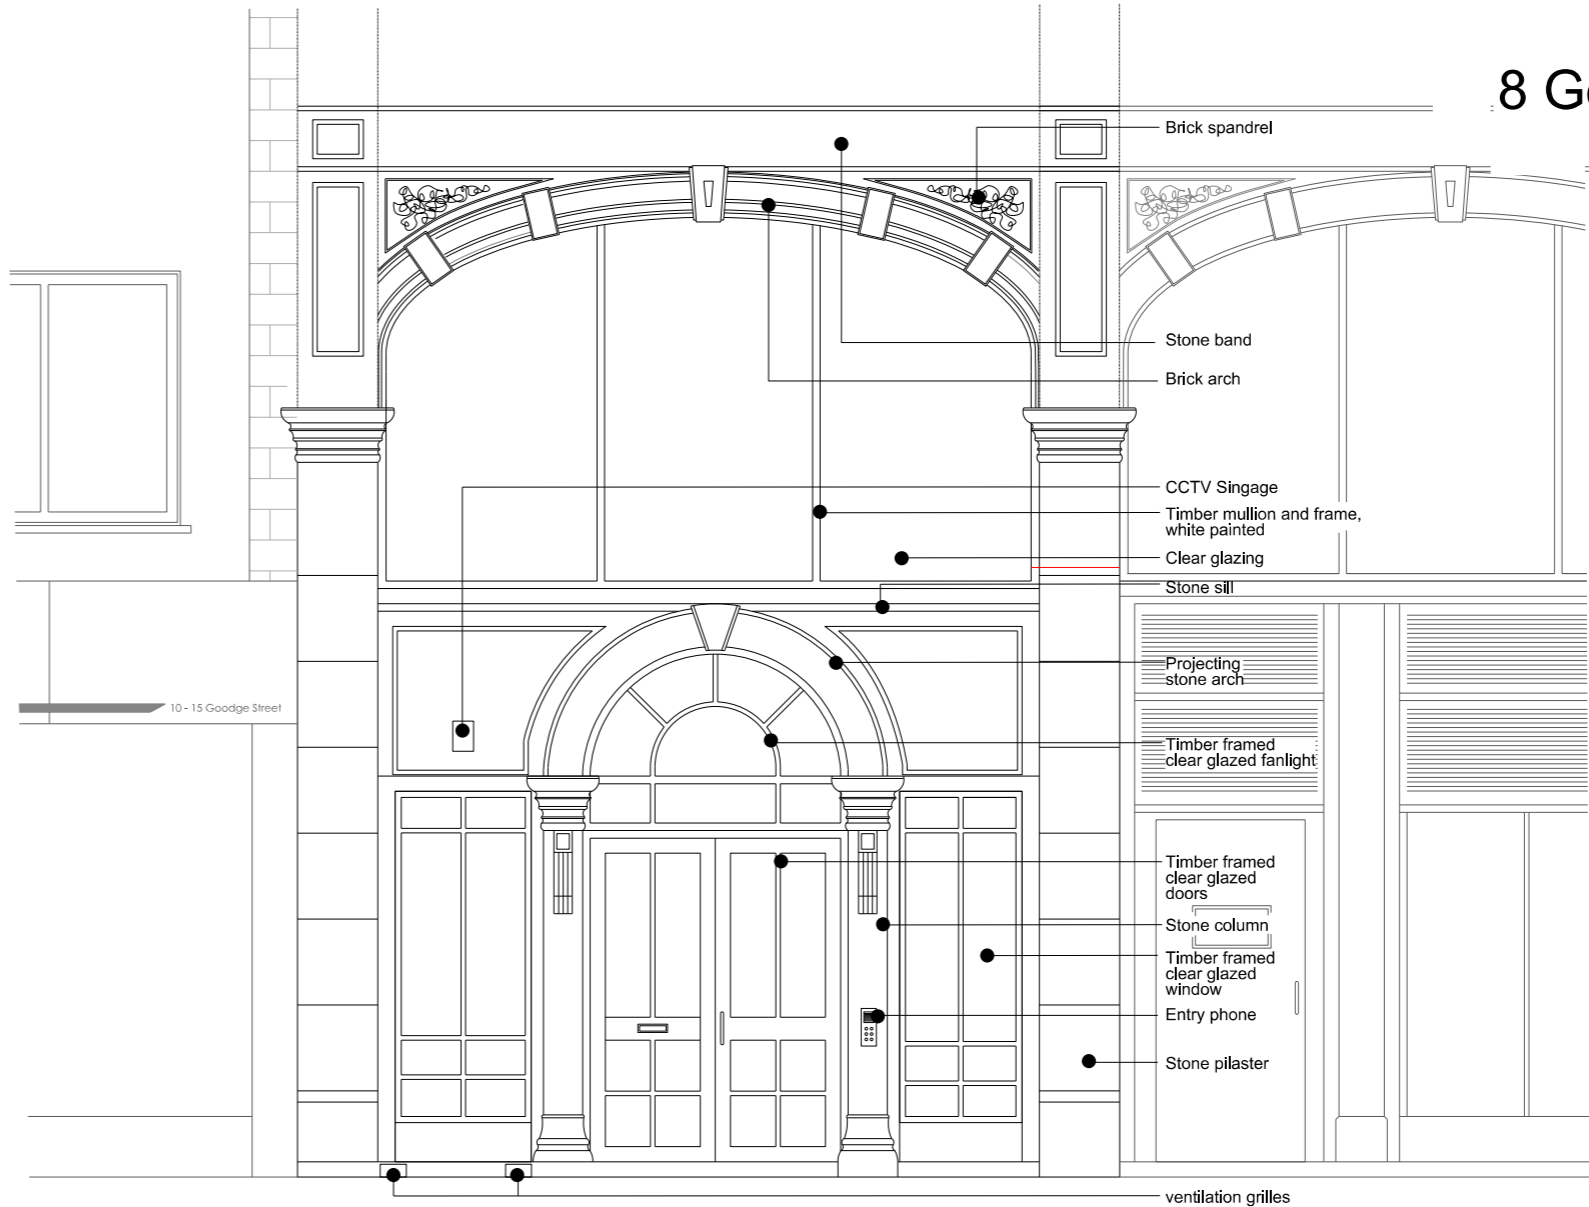 8 G
Brick spandrel
Stone band
Brick arch
CCTV Singage
Timber mullion and frame,
white painted
Clear glazing
Stone sill
Projecting
stone arch
10 - 15 Goodge Street
Timber framed
clear glazed fanlight
Timber framed
clear glazed
doors
Stone column
Timber framed
clear glazed
window
Entry phone
Stone pilaster
ventilation grilles